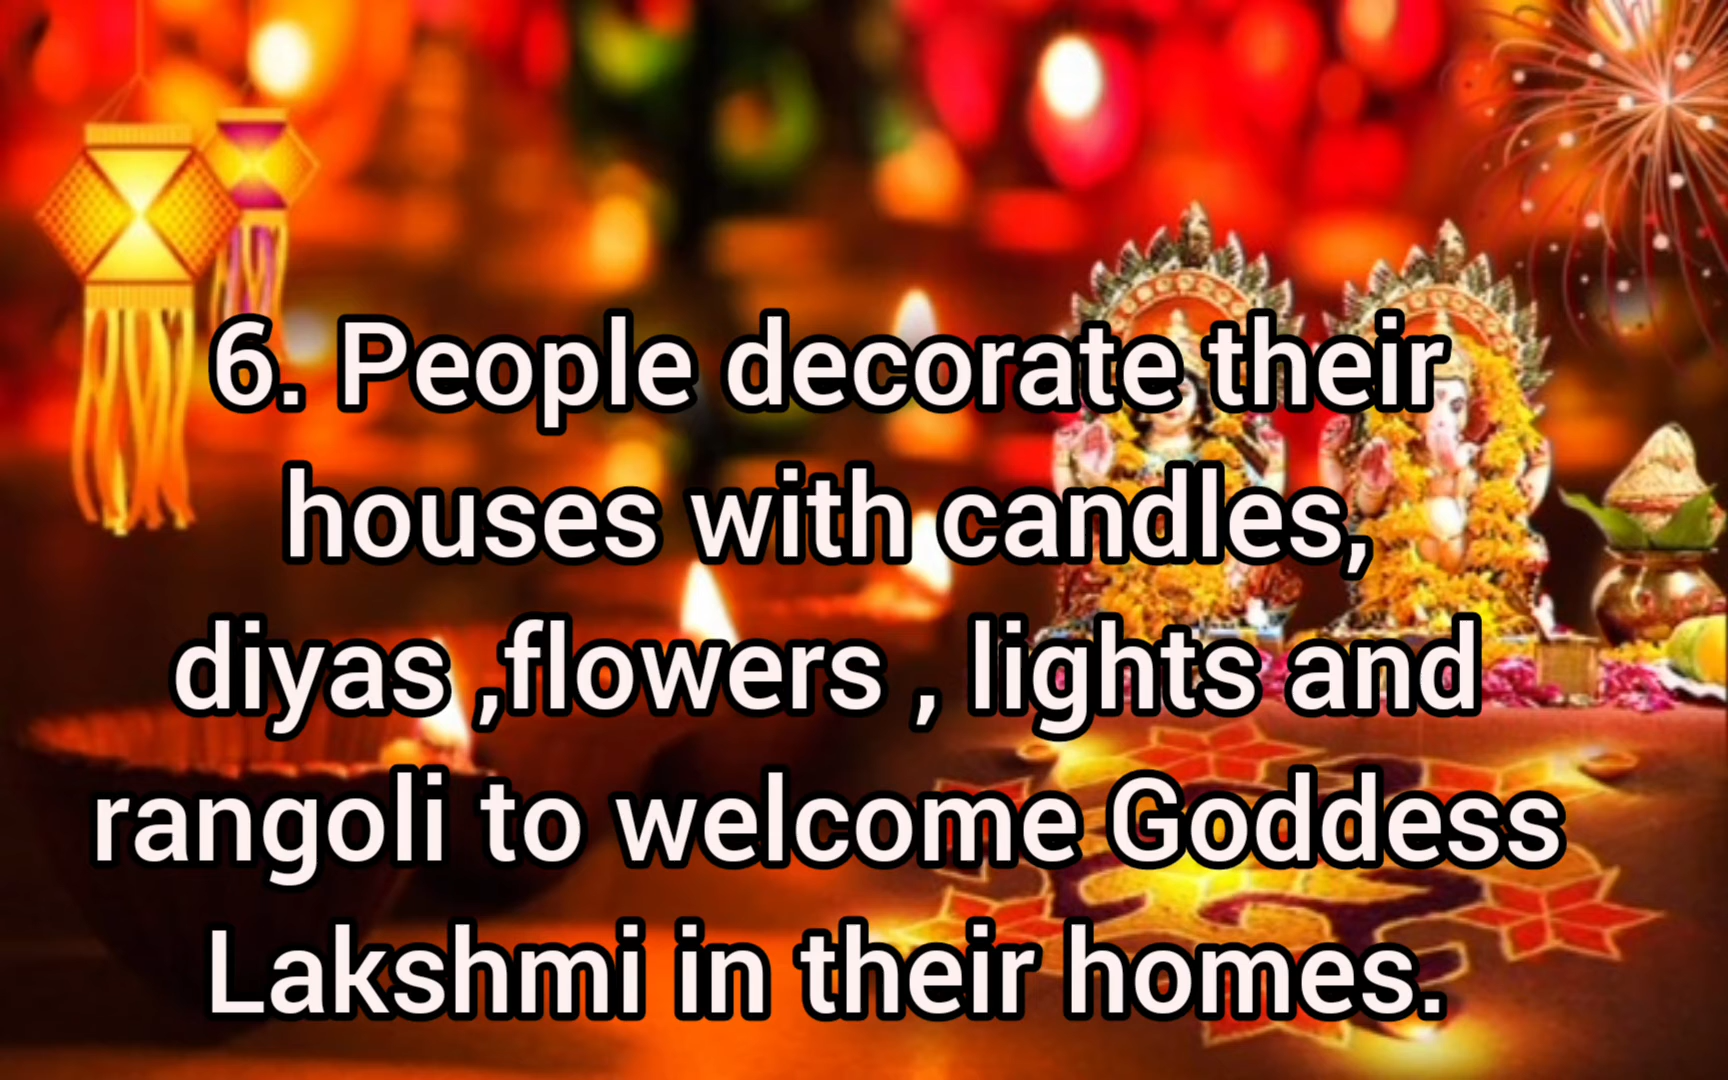 6. People decorate their
houses with candles,
diyas ,flowers , lights and
rangoli to welcome Goddess
Lakshmi in their homes.